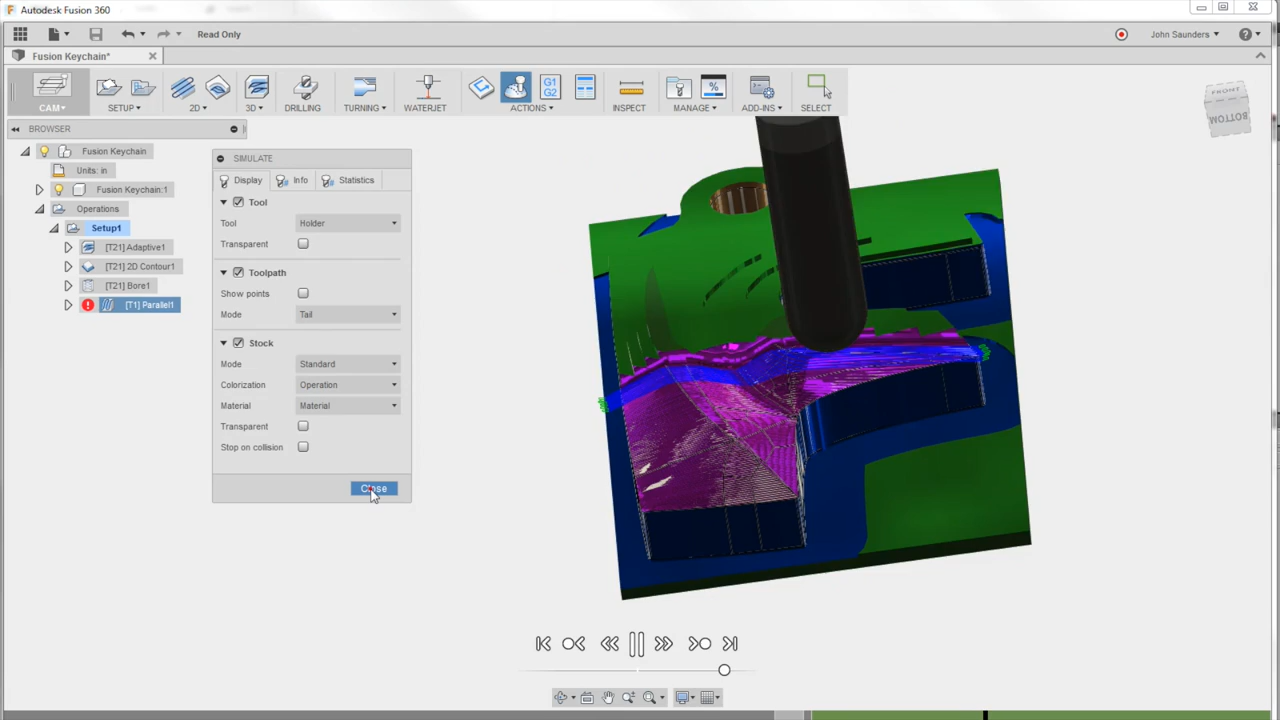 Autodesk Fusion 360
Read Only
John Saunders
Fusion Keychain*
CAM
SETUP
2D
3D
DRILLING
TURNING
WATERJET
G1
G2
ACTIONS
INSPECT
%
MANAGE
ADD-INS
SELECT
FRONT
BOTTOM
BROWSER
Fusion Keychain
Units: in
Fusion Keychain:1
Operations
Setup1
[T21] Adaptive1
[T21] 2D Contour1
[T21] Bore1
[T1] Parallel1
SIMULATE
Display Info Statistics
Tool
Tool Holder
Transparent
Toolpath
Show points
Mode Tail
Stock
Mode Standard
Colorization Operation
Material Material
Transparent
Stop on collision
Close